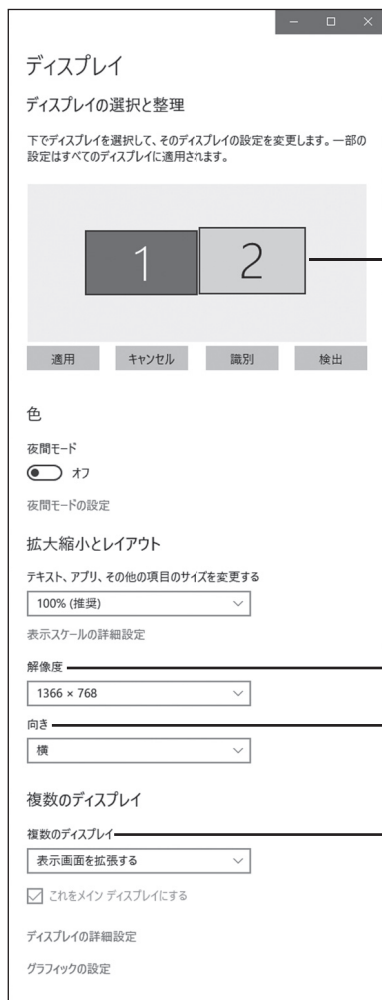 ディスプレイ
ディスプレイの選択と整理
下でディスプレイを選択して、そのディスプレイの設定を変更します。一部の
設定はすべてのディスプレイに適用されます。
1 2
適用 キャンセル 識別 検出
色
夜間モード
オフ
夜間モードの設定
拡大縮小とレイアウト
テキスト、アプリ、その他の項目のサイズを変更する
100% (推奨)
表示スケールの詳細設定
解像度
1366 × 768
向き
横
複数のディスプレイ
複数のディスプレイ
表示画面を拡張する
これをメイン ディスプレイにする
ディスプレイの詳細設定
グラフィックの設定